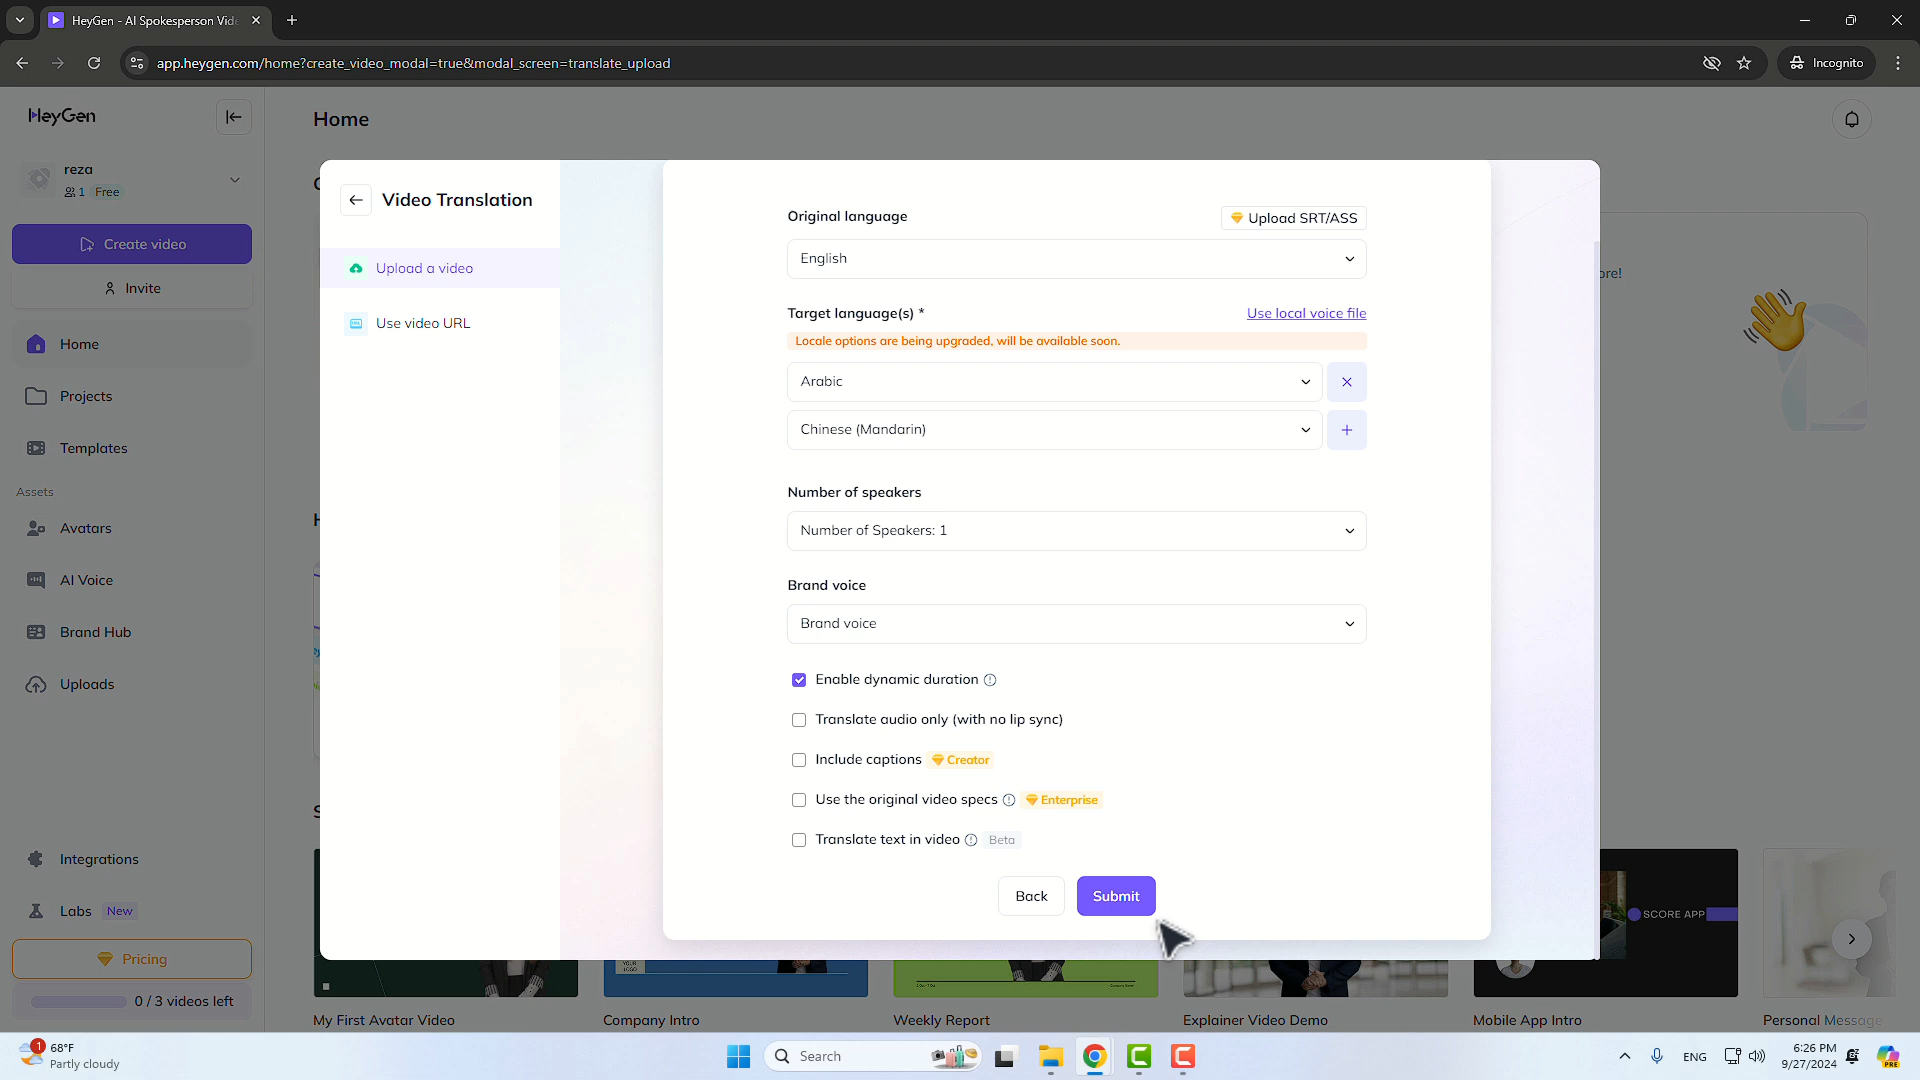 HeyGen - AI Spokesperson Vide
app.heygen.com/home?create_video_modal=true&modal_screen=translate_upload
Incognito
HeyGen
Home
reza
1 Free
Create video
Invite
Home
Projects
Templates
Assets
Avatars
AI Voice
Brand Hub
Uploads
Integrations
Labs New
Pricing
0 / 3 videos left
Video Translation
Upload a video
Use video URL
Original language
Upload SRT/ASS
English
Target language(s) *
Use local voice file
Locale options are being upgraded, will be available soon.
Arabic
Chinese (Mandarin)
Number of speakers
Number of Speakers: 1
Brand voice
Brand voice
Enable dynamic duration
Translate audio only (with no lip sync)
Include captions Creator
Use the original video specs Enterprise
Translate text in video Beta
Back
Submit
ore!
YOUR
LOGO
SCORE APP
My First Avatar Video
Company Intro
Weekly Report
Explainer Video Demo
Mobile App Intro
Personal Message
1
68°F
Partly cloudy
Search
ENG
6:26 PM
9/27/2024
PRE